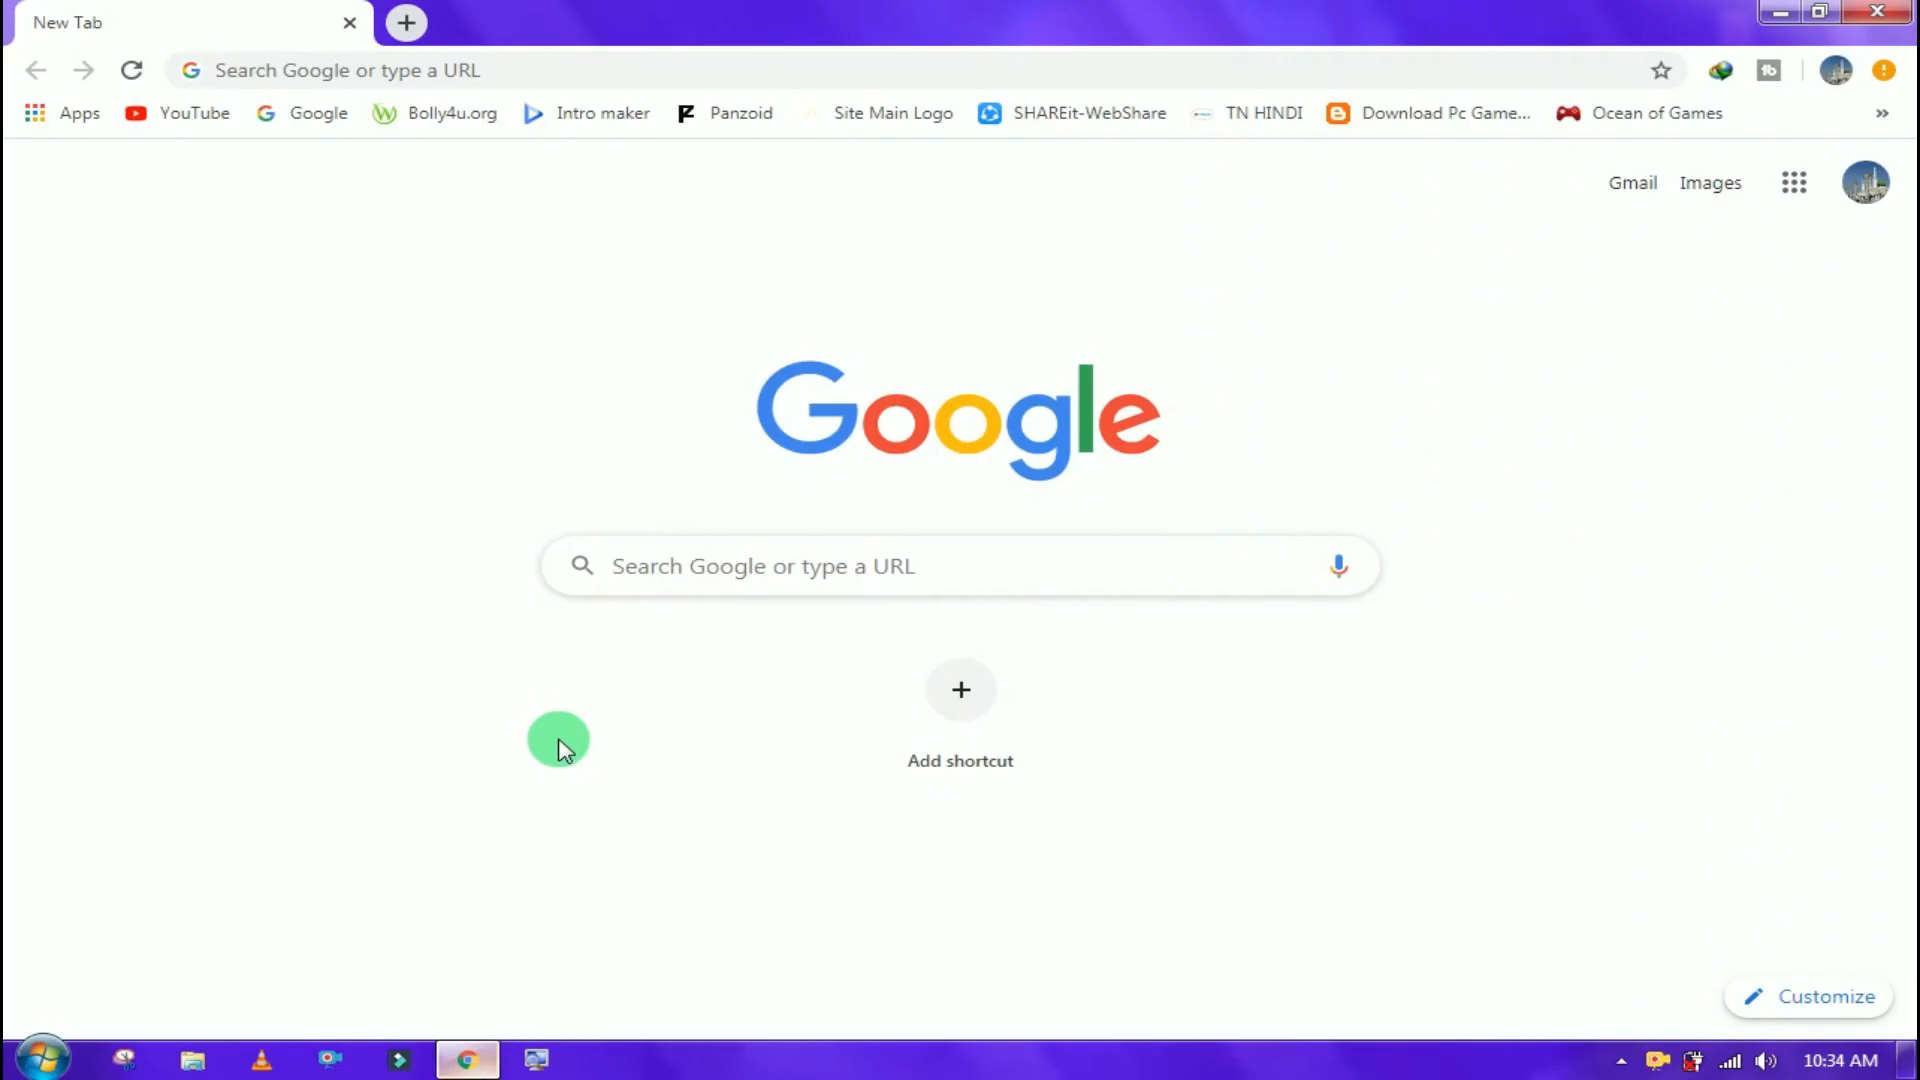 New Tab
Search Google or type a URL
Apps YouTube Google Bolly4u.org Intro maker Panzoid Site Main Logo SHAREit-WebShare TN HINDI Download Pc Game... Ocean of Games »
Gmail Images
Google
Search Google or type a URL
Add shortcut
Customize
10:34 AM